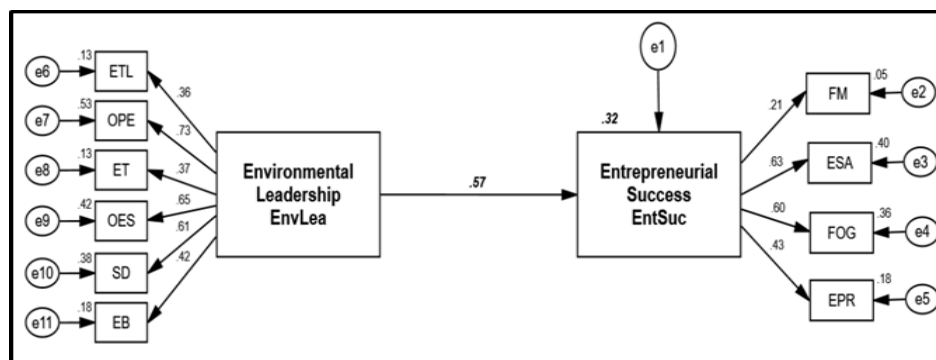 e6
.13
ETL
.36
e7
.53
OPE
.73
e8
.13
ET
.37
e9
.42
OES
.65
e10
.38
SD
.61
e11
.18
EB
.42
Environmental
Leadership
EnvLea
.57
e1
.32
Entrepreneurial
Success
EntSuc
.21
FM
.05
e2
.63
ESA
.40
e3
.60
FOG
.36
e4
.43
EPR
.18
e5